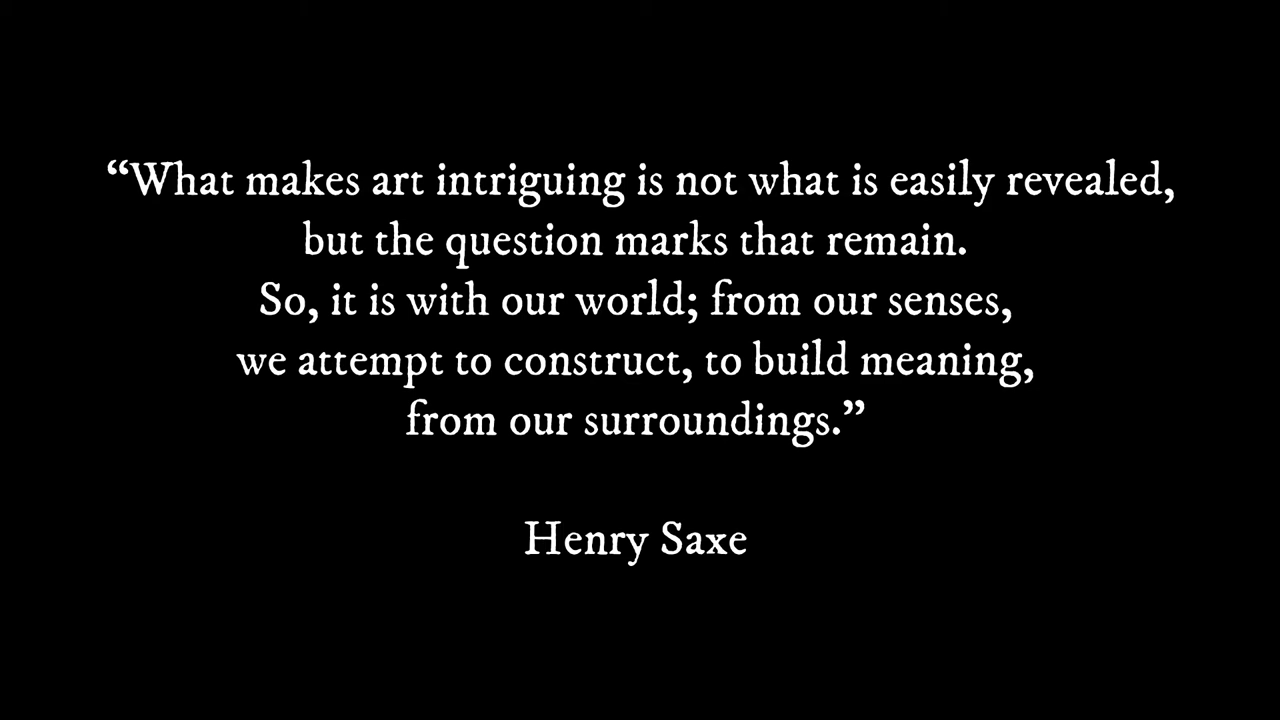 “What makes art intriguing is not what is easily revealed,
but the question marks that remain.
So, it is with our world; from our senses,
we attempt to construct, to build meaning,
from our surroundings.”
Henry Saxe